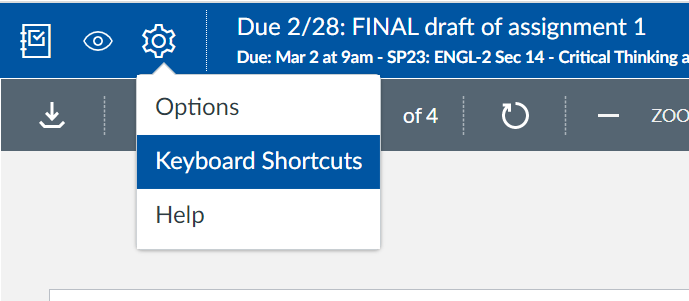 Due 2/28: FINAL draft of assignment 1
Due: Mar 2 at 9am - SP23: ENGL-2 Sec 14 - Critical Thinking a
Options
of 4
ZOO
Keyboard Shortcuts
Help